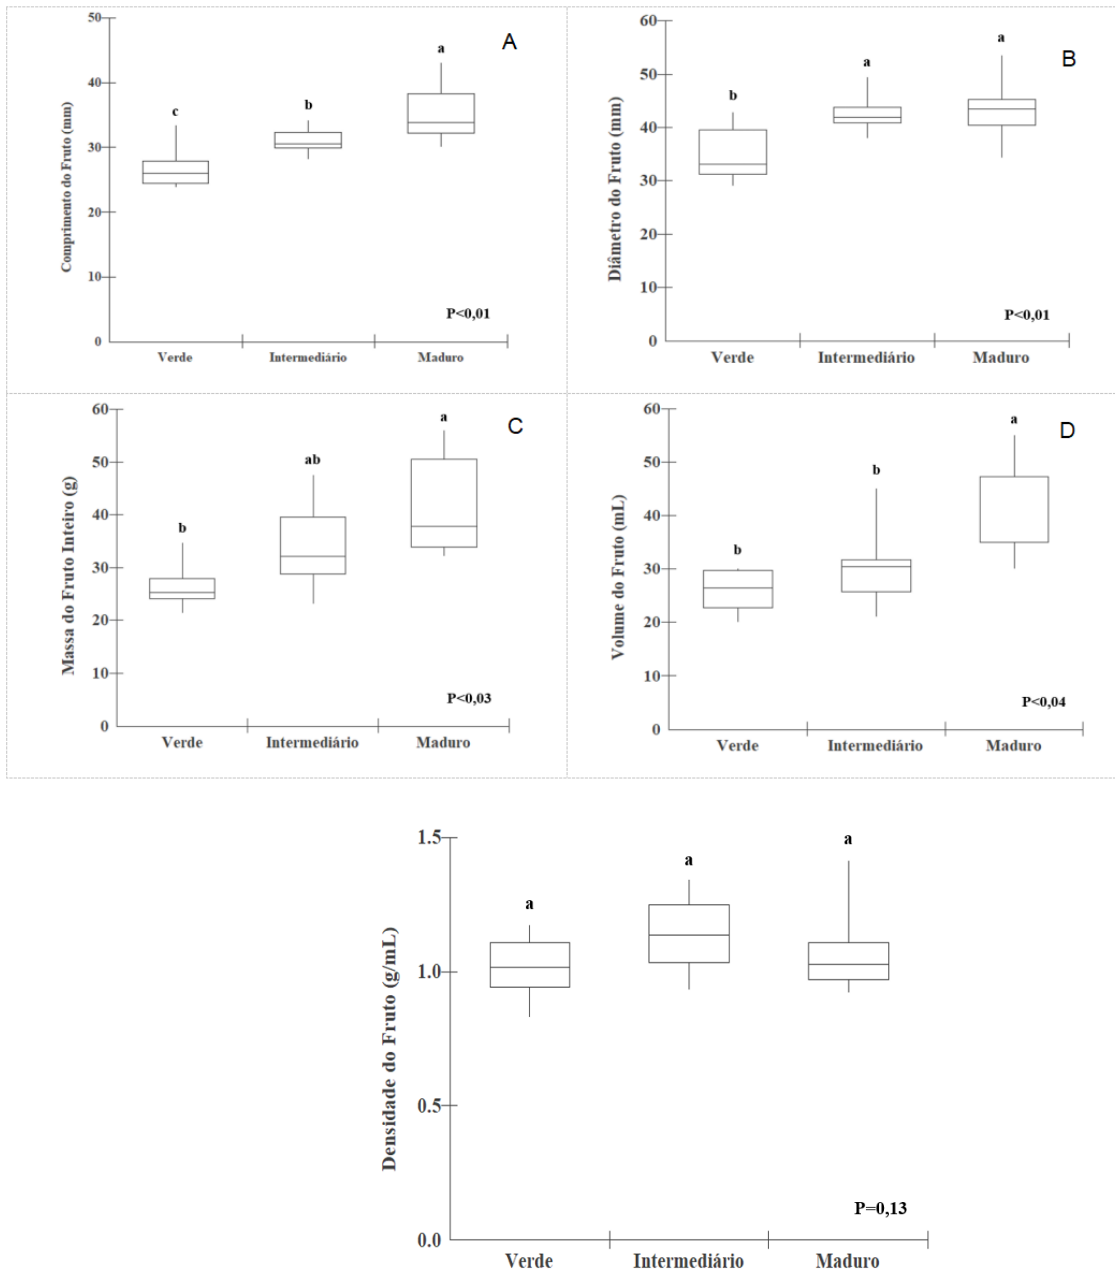 A
Comprimento do Fruto (mm)
50
40
30
20
10
0
c
b
a
P<0,01
Verde Intermediário Maduro
B
Diâmetro do Fruto (mm)
60
50
40
30
20
10
0
b
a
a
P<0,01
Verde Intermediário Maduro
C
Massa do Fruto Inteiro (g)
60
50
40
30
20
10
0
b
ab
a
P<0,03
Verde Intermediário Maduro
D
Volume do Fruto (mL)
60
50
40
30
20
10
0
b
b
a
P<0,04
Verde Intermediário Maduro
Densidade do Fruto (g/mL)
1.5
1.0
0,5
0.0
a
a
a
P=0,13
Verde Intermediário Maduro